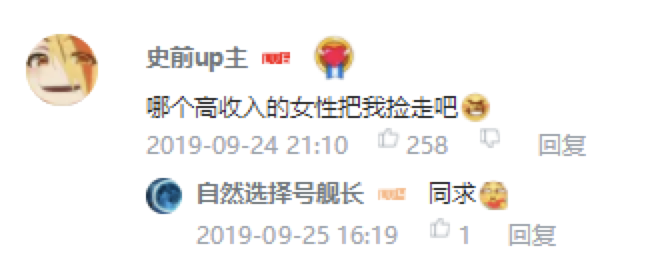 史前up主
哪个高收入的女性把我捡走吧
2019-09-24 21:10 258 回复
自然选择号舰长 同求
2019-09-25 16:19 1 回复